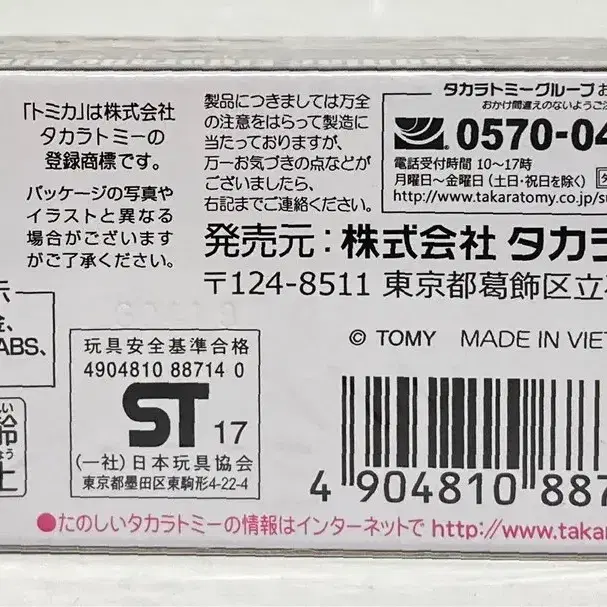 「トミカ」は株式会社
タカラトミーの
登録商標です。
パッケージの写真や
イラストと異なる
場合がございます
がご了承ください。
製品につきましては万全
の注意をはらって製造に
当たっておりますが、
万一お気づきの点などが
ございましたら、
右記までご連絡ください。
タカラトミーグループお
おかけ間違えのないようご注
0570-04
電話受付時間 10〜17時
月曜日〜金曜日(土・日・祝日を除く)
http://www.takaratomy.co.jp/su
発売元:株式会社 タカラ
〒124-8511 東京都葛飾区立
© TOMY MADE IN VIE
示
金、
ABS、
齢
玩具安全基準合格
4904810 88714 0
ST 17
(一社)日本玩具協会
東京都墨田区東駒形4-22-4
4 904810 887
●たのしいタカラトミーの情報はインターネットで http://www.taka